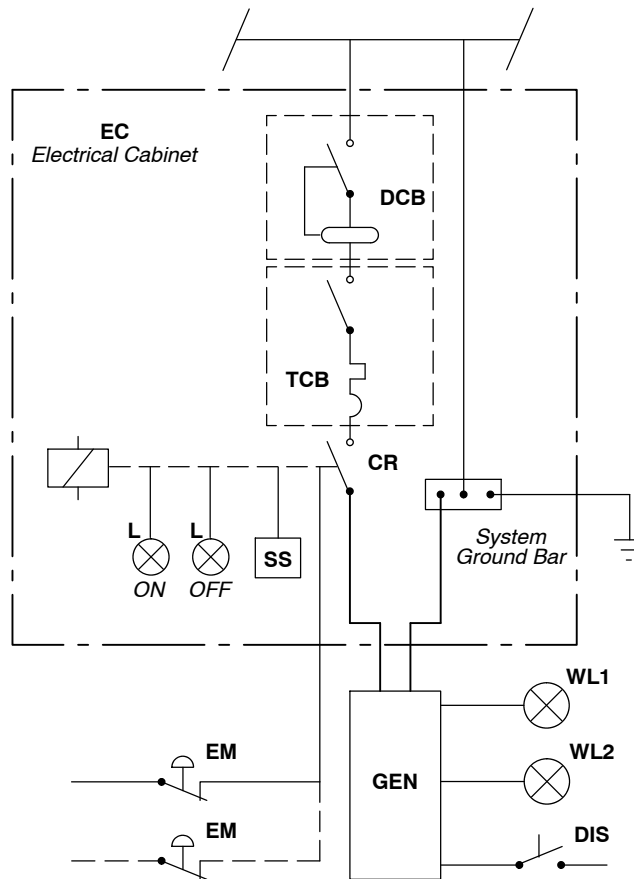 EC
Electrical Cabinet
DCB
TCB
CR
L
L
SS
ON
OFF
System
Ground Bar
WL1
EM
GEN
WL2
EM
DIS